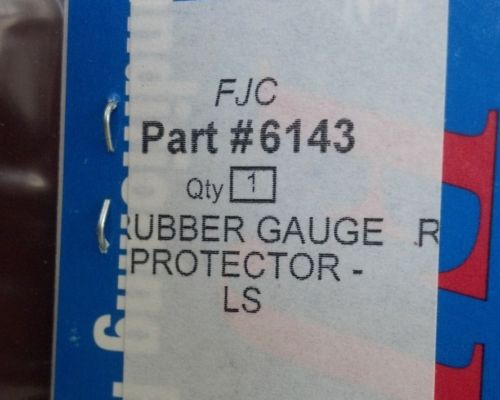 FJC
Part #6143
Qty 1
RUBBER GAUGE R
PROTECTOR -
LS